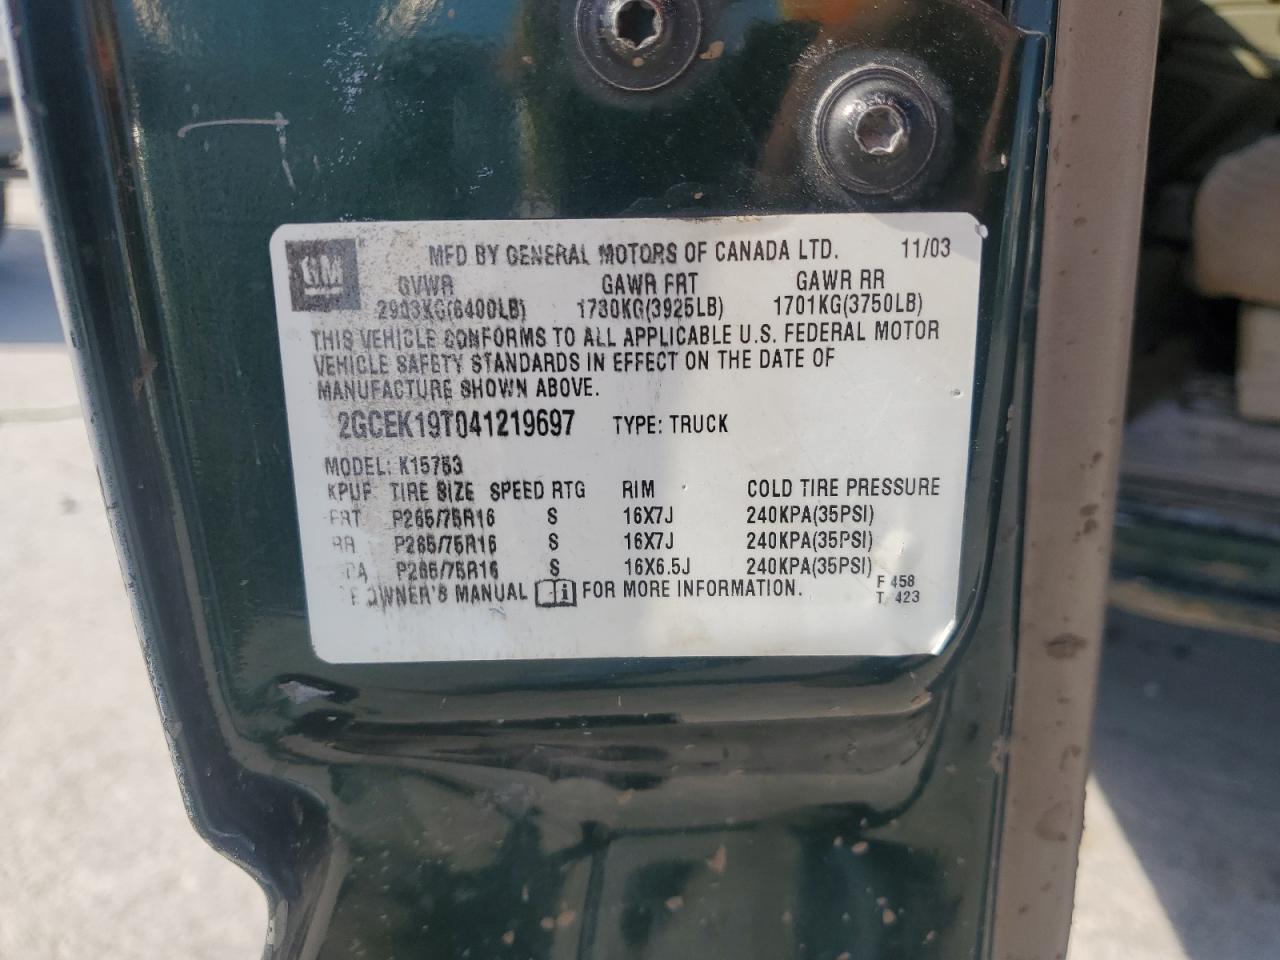 GM
MFD BY GENERAL MOTORS OF CANADA LTD. 11/03
GVWR GAWR FRT GAWR RR
2903KG(6400LB) 1780KG(3925LB) 1701KG(3750LB)
THIS VEHICLE CONFORMS TO ALL APPLICABLE U.S. FEDERAL MOTOR
VEHICLE SAFETY STANDARDS IN EFFECT ON THE DATE OF
MANUFACTURE SHOWN ABOVE.
2GCEK19T041219697 TYPE: TRUCK
MODEL: K15753
TIRE SIZE SPEED RTG RIM COLD TIRE PRESSURE
FRT P265/75R16 S 16X7J 240KPA(35PSI)
RR P265/75R16 S 16X7J 240KPA(35PSI)
P265/75R16 S 16X6.5J 240KPA(35PSI)
OWNER'S MANUAL i FOR MORE INFORMATION.
F 458
T 423